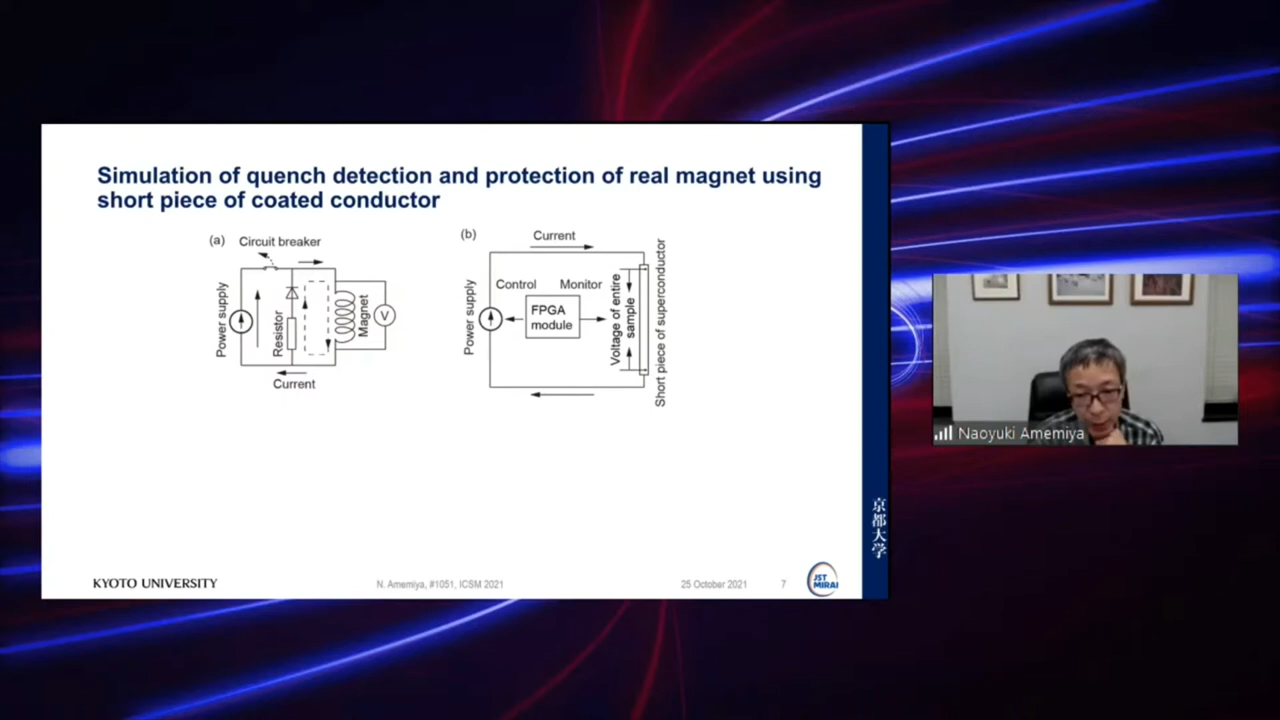 Simulation of quench detection and protection of real magnet using
short piece of coated conductor
(a) Circuit breaker
Power supply
Resistor
Magnet
V
Current
(b)
Current
Power supply
Control
Monitor
FPGA
module
Voltage of entire
sample
Short piece of superconductor
京都大学
KYOTO UNIVERSITY
N. Amemiya, #1051, ICSM 2021
25 October 2021
7
JST
MIRAI
Naoyuki Amemiya